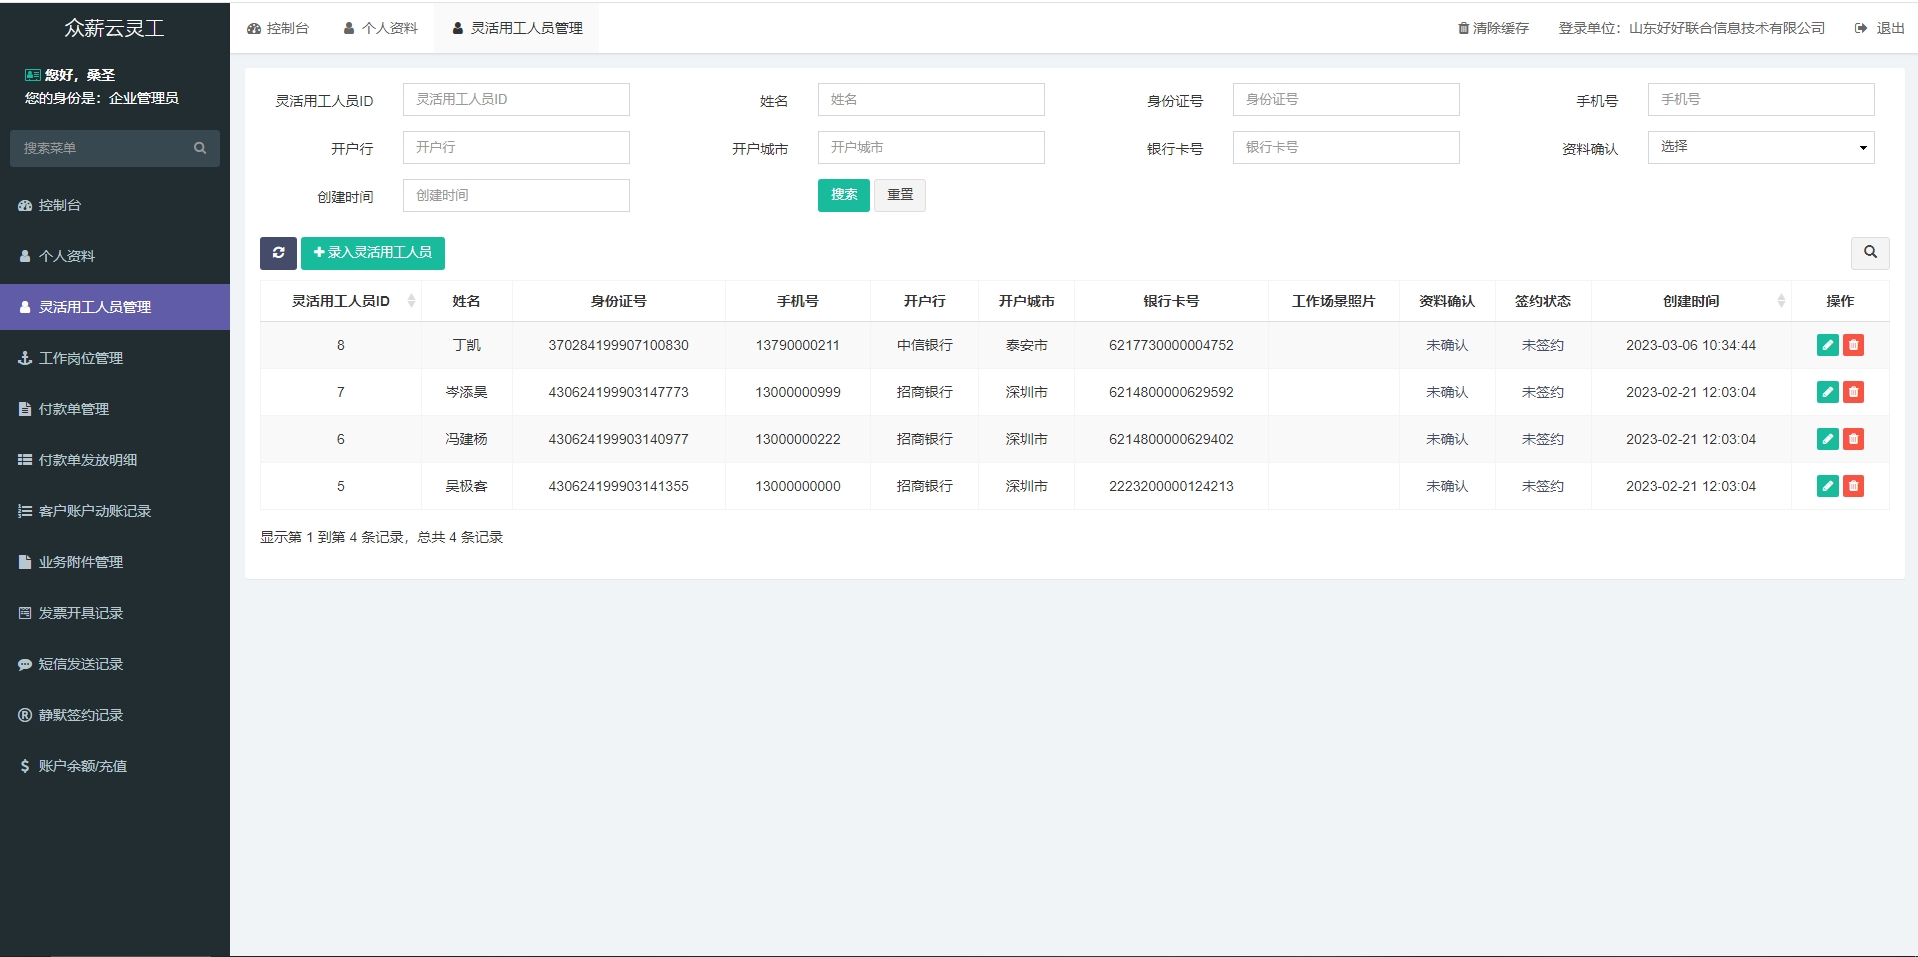 众薪云灵工
控制台 个人资料 灵活用工人员管理 清除缓存 登录单位：山东好好联合信息技术有限公司 退出
您好，桑圣
您的身份是：企业管理员
搜索菜单
控制台
个人资料
灵活用工人员管理
工作岗位管理
付款单管理
付款单发放明细
客户账户动账记录
业务附件管理
发票开具记录
短信发送记录
静默签约记录
账户余额/充值
灵活用工人员ID 灵活用工人员ID 姓名 姓名 身份证号 身份证号 手机号 手机号
开户行 开户行 开户城市 开户城市 银行卡号 银行卡号 资料确认 选择
创建时间 创建时间 搜索 重置
录入灵活用工人员
灵活用工人员ID 姓名 身份证号 手机号 开户行 开户城市 银行卡号 工作场景照片 资料确认 签约状态 创建时间 操作
8 丁凯 370284199907100830 13790000211 中信银行 泰安市 6217730000004752 未确认 未签约 2023-03-06 10:34:44
7 岑添昊 430624199903147773 13000000999 招商银行 深圳市 6214800000629592 未确认 未签约 2023-02-21 12:03:04
6 冯建杨 430624199903140977 13000000222 招商银行 深圳市 6214800000629402 未确认 未签约 2023-02-21 12:03:04
5 吴极客 430624199903141355 13000000000 招商银行 深圳市 2223200000124213 未确认 未签约 2023-02-21 12:03:04
显示第 1 到第 4 条记录，总共 4 条记录